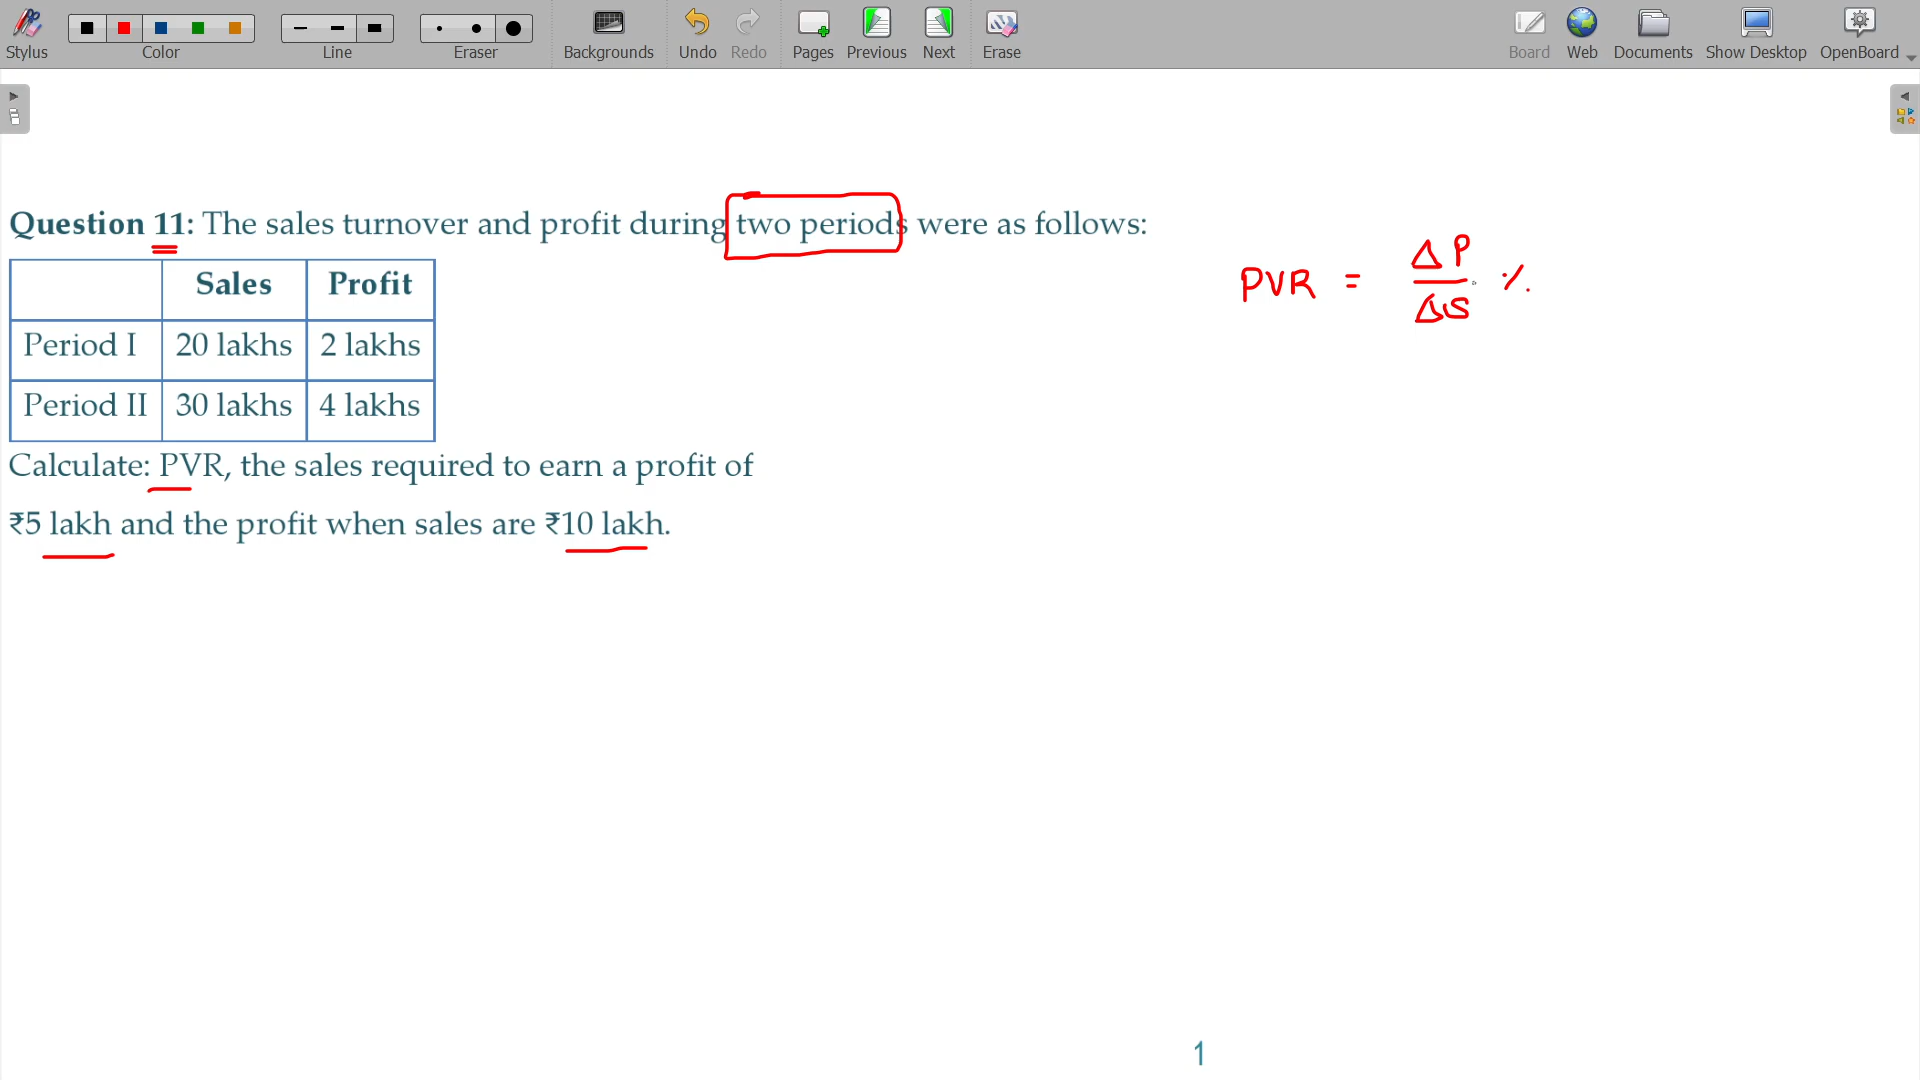 Stylus Color Line Eraser Backgrounds Undo Redo Pages Previous Next Erase Board Web Documents Show Desktop OpenBoard
Question 11: The sales turnover and profit during two periods were as follows:
Sales Profit
Period I 20 lakhs 2 lakhs
Period II 30 lakhs 4 lakhs
Calculate: PVR, the sales required to earn a profit of
₹5 lakh and the profit when sales are ₹10 lakh.
PVR = ΔP / ΔS %
1